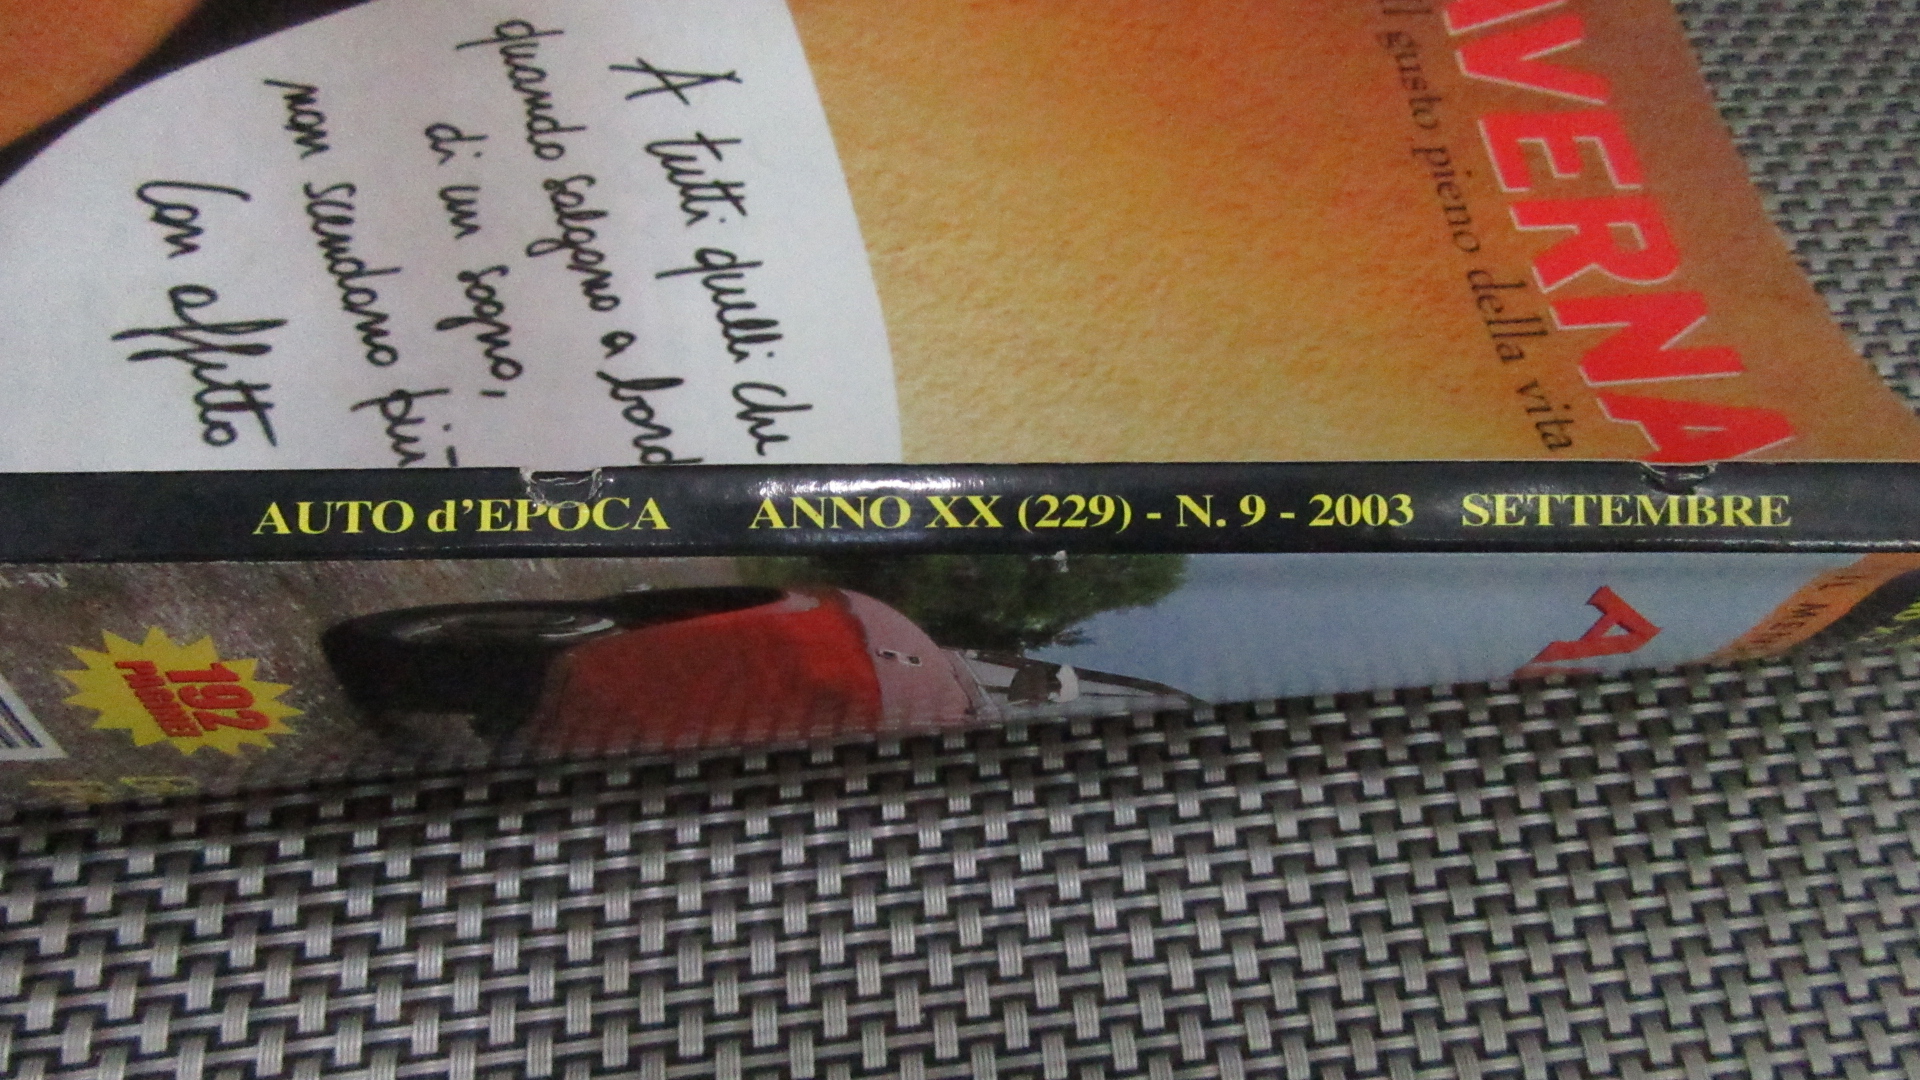 AVERNA
il gusto pieno della vita
A tutti quelli che
quando salgono a bord
di un sogno,
non scendono più
Con affetto
AUTO d'EPOCA ANNO XX (229) - N. 9 - 2003 SETTEMBRE
A
IL
192
PAGINE